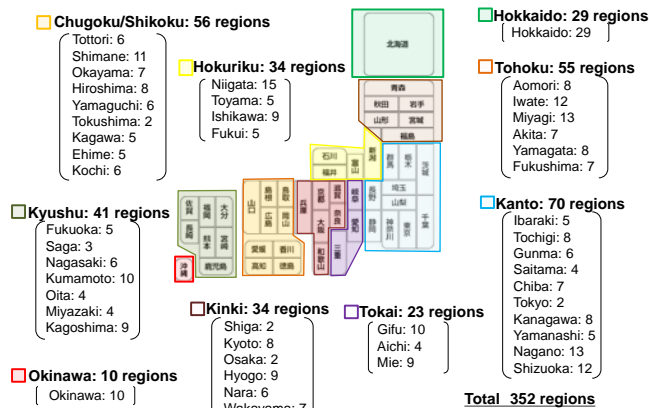 Chugoku/Shikoku: 56 regions
Tottori: 6
Shimane: 11
Okayama: 7
Hiroshima: 8
Yamaguchi: 6
Tokushima: 2
Kagawa: 5
Ehime: 5
Kochi: 6
Hokuriku: 34 regions
Niigata: 15
Toyama: 5
Ishikawa: 9
Fukui: 5
Hokkaido: 29 regions
Hokkaido: 29
Tohoku: 55 regions
Aomori: 8
Iwate: 12
Miyagi: 13
Akita: 7
Yamagata: 8
Fukushima: 7
北海道
青森
秋田 岩手
山形 宮城
福島
石川
福井
富山
新潟
群馬
栃木
茨城
埼玉
山梨
千葉
東京
神奈川
長野
静岡
岐阜
愛知
三重
滋賀
奈良
京都
大阪
和歌山
兵庫
鳥取
島根
岡山
広島
山口
愛媛 香川
高知 徳島
佐賀
長崎
福岡
大分
熊本
宮崎
鹿児島
沖縄
Kyushu: 41 regions
Fukuoka: 5
Saga: 3
Nagasaki: 6
Kumamoto: 10
Oita: 4
Miyazaki: 4
Kagoshima: 9
Kanto: 70 regions
Ibaraki: 5
Tochigi: 8
Gunma: 6
Saitama: 4
Chiba: 7
Tokyo: 2
Kanagawa: 8
Yamanashi: 5
Nagano: 13
Shizuoka: 12
Kinki: 34 regions
Shiga: 2
Kyoto: 8
Osaka: 2
Hyogo: 9
Nara: 6
Wakayama: 7
Tokai: 23 regions
Gifu: 10
Aichi: 4
Mie: 9
Okinawa: 10 regions
Okinawa: 10
Total 352 regions